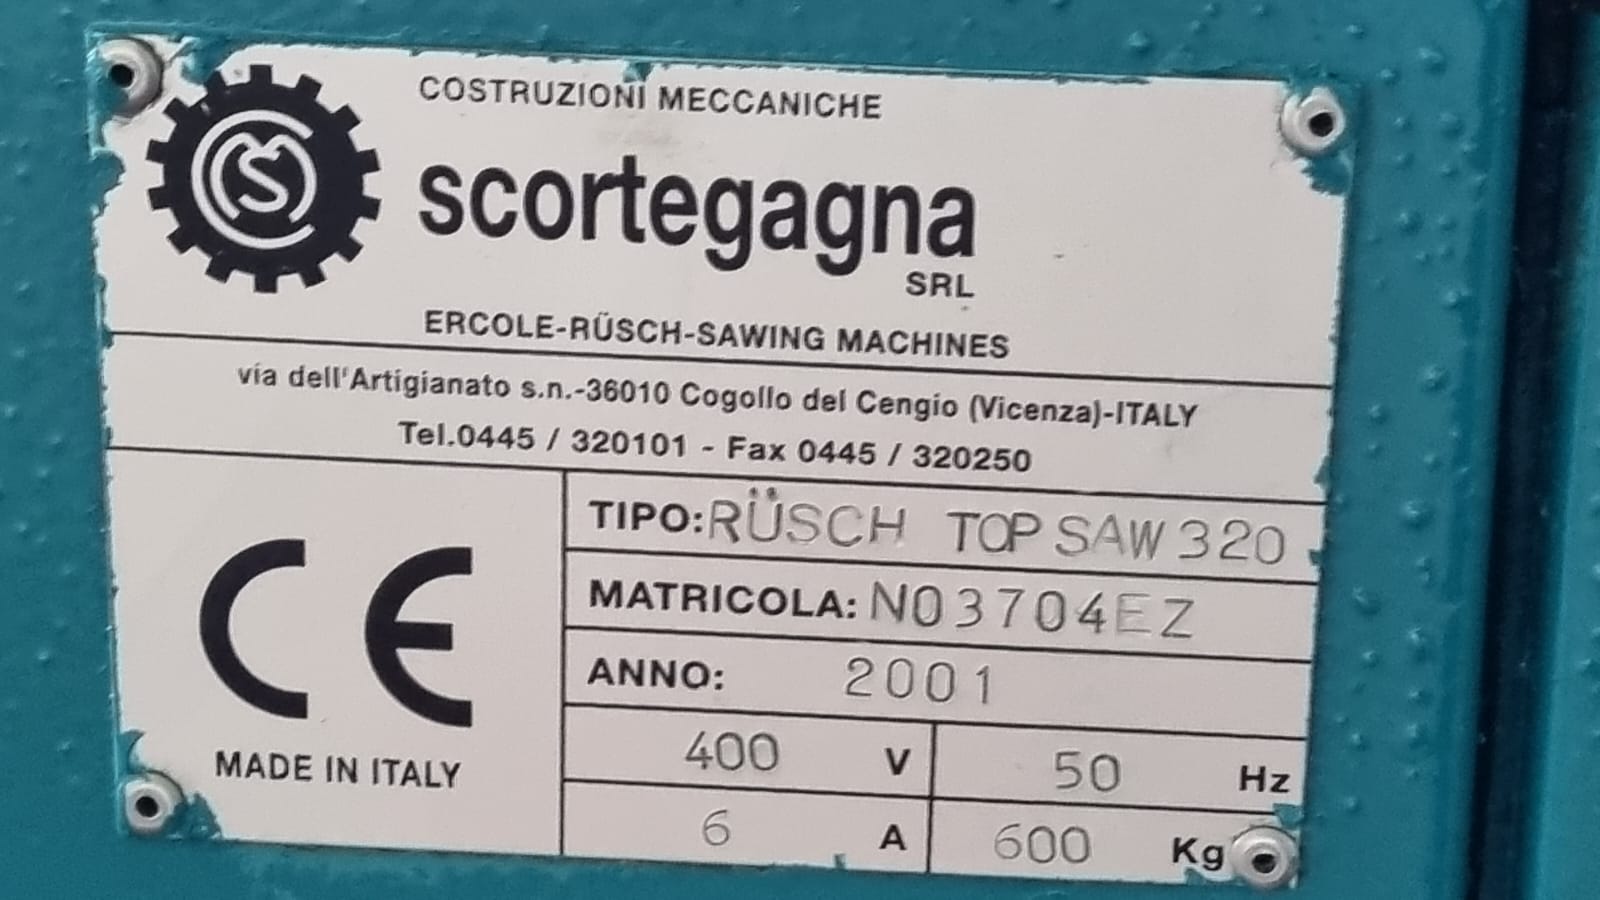 COSTRUZIONI MECCANICHE
scortegagna
SRL
ERCOLE-RÜSCH-SAWING MACHINES
via dell'Artigianato s.n.-36010 Cogollo del Cengio (Vicenza)-ITALY
Tel.0445 / 320101 - Fax 0445 / 320250
TIPO: RÜSCH TOP SAW 320
MATRICOLA: N03704EZ
ANNO: 2001
400 V 50 Hz
6 A 600 Kg
CE
MADE IN ITALY